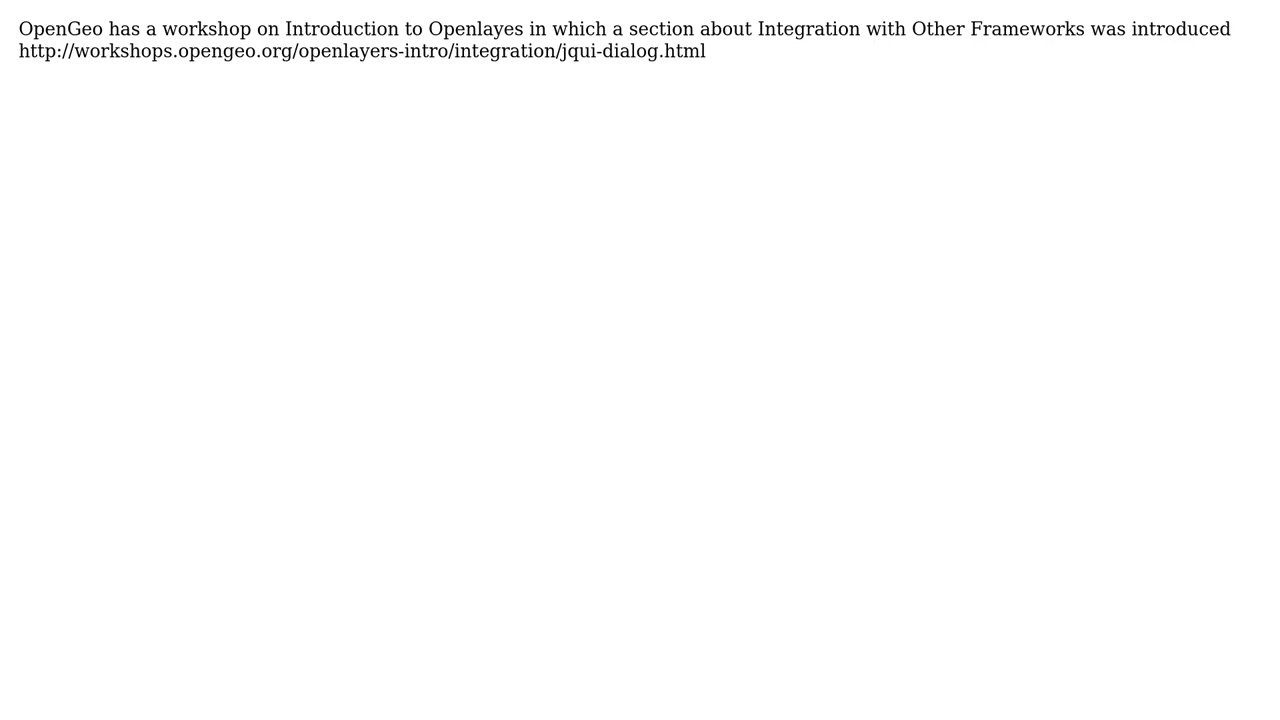 OpenGeo has a workshop on Introduction to Openlayes in which a section about Integration with Other Frameworks was introduced
http://workshops.opengeo.org/openlayers-intro/integration/jqui-dialog.html